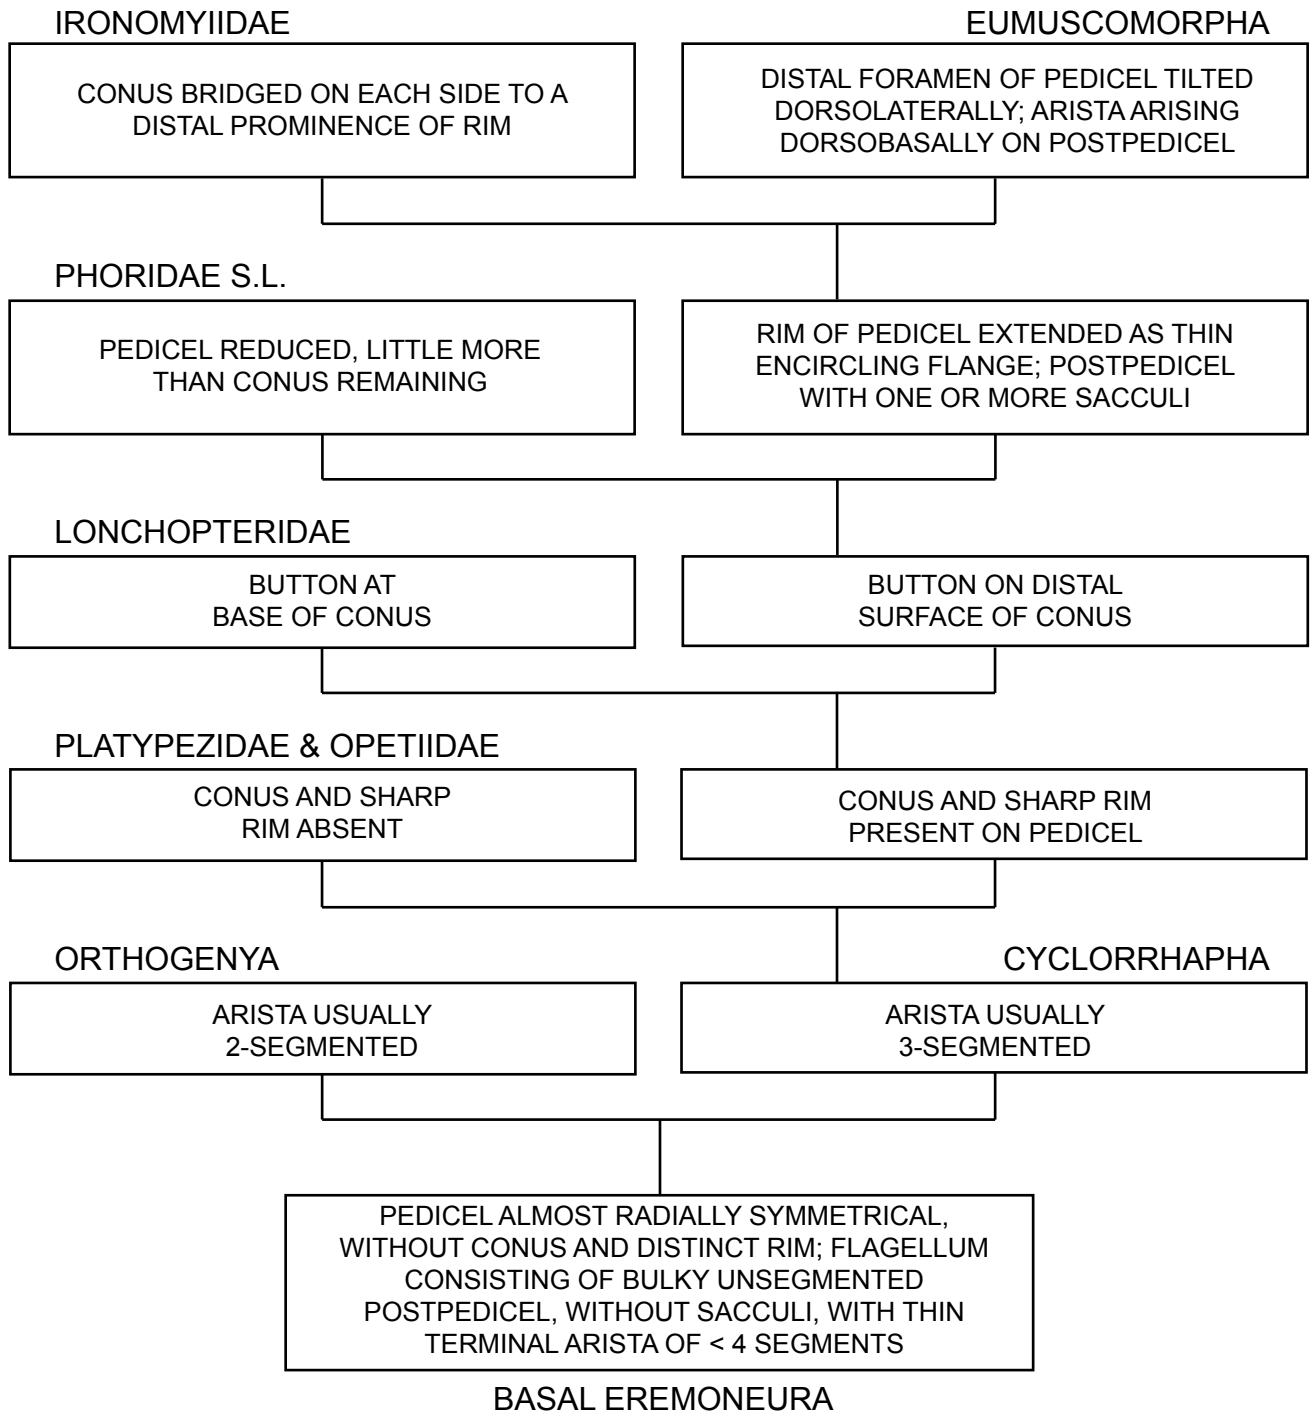 IRONOMYIIDAE
EUMUSCOMORPHA
CONUS BRIDGED ON EACH SIDE TO A
DISTAL PROMINENCE OF RIM
DISTAL FORAMEN OF PEDICEL TILTED
DORSOLATERALLY; ARISTA ARISING
DORSOBASALLY ON POSTPEDICEL
PHORIDAE S.L.
PEDICEL REDUCED, LITTLE MORE
THAN CONUS REMAINING
RIM OF PEDICEL EXTENDED AS THIN
ENCIRCLING FLANGE; POSTPEDICEL
WITH ONE OR MORE SACCULI
LONCHOPTERIDAE
BUTTON AT
BASE OF CONUS
BUTTON ON DISTAL
SURFACE OF CONUS
PLATYPEZIDAE & OPETIIDAE
CONUS AND SHARP
RIM ABSENT
CONUS AND SHARP RIM
PRESENT ON PEDICEL
ORTHOGENYA
CYCLORRHAPHA
ARISTA USUALLY
2-SEGMENTED
ARISTA USUALLY
3-SEGMENTED
PEDICEL ALMOST RADIALLY SYMMETRICAL,
WITHOUT CONUS AND DISTINCT RIM; FLAGELLUM
CONSISTING OF BULKY UNSEGMENTED
POSTPEDICEL, WITHOUT SACCULI, WITH THIN
TERMINAL ARISTA OF < 4 SEGMENTS
BASAL EREMONEURA